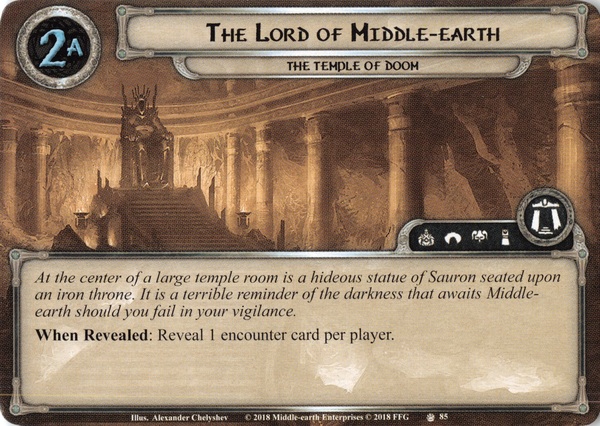 2A
The Lord of Middle-earth
The Temple of Doom
At the center of a large temple room is a hideous statue of Sauron seated upon
an iron throne. It is a terrible reminder of the darkness that awaits Middle-
earth should you fail in your vigilance.
When Revealed: Reveal 1 encounter card per player.
Illus. Alexander Chelyshev © 2018 Middle-earth Enterprises © 2018 FFG 85